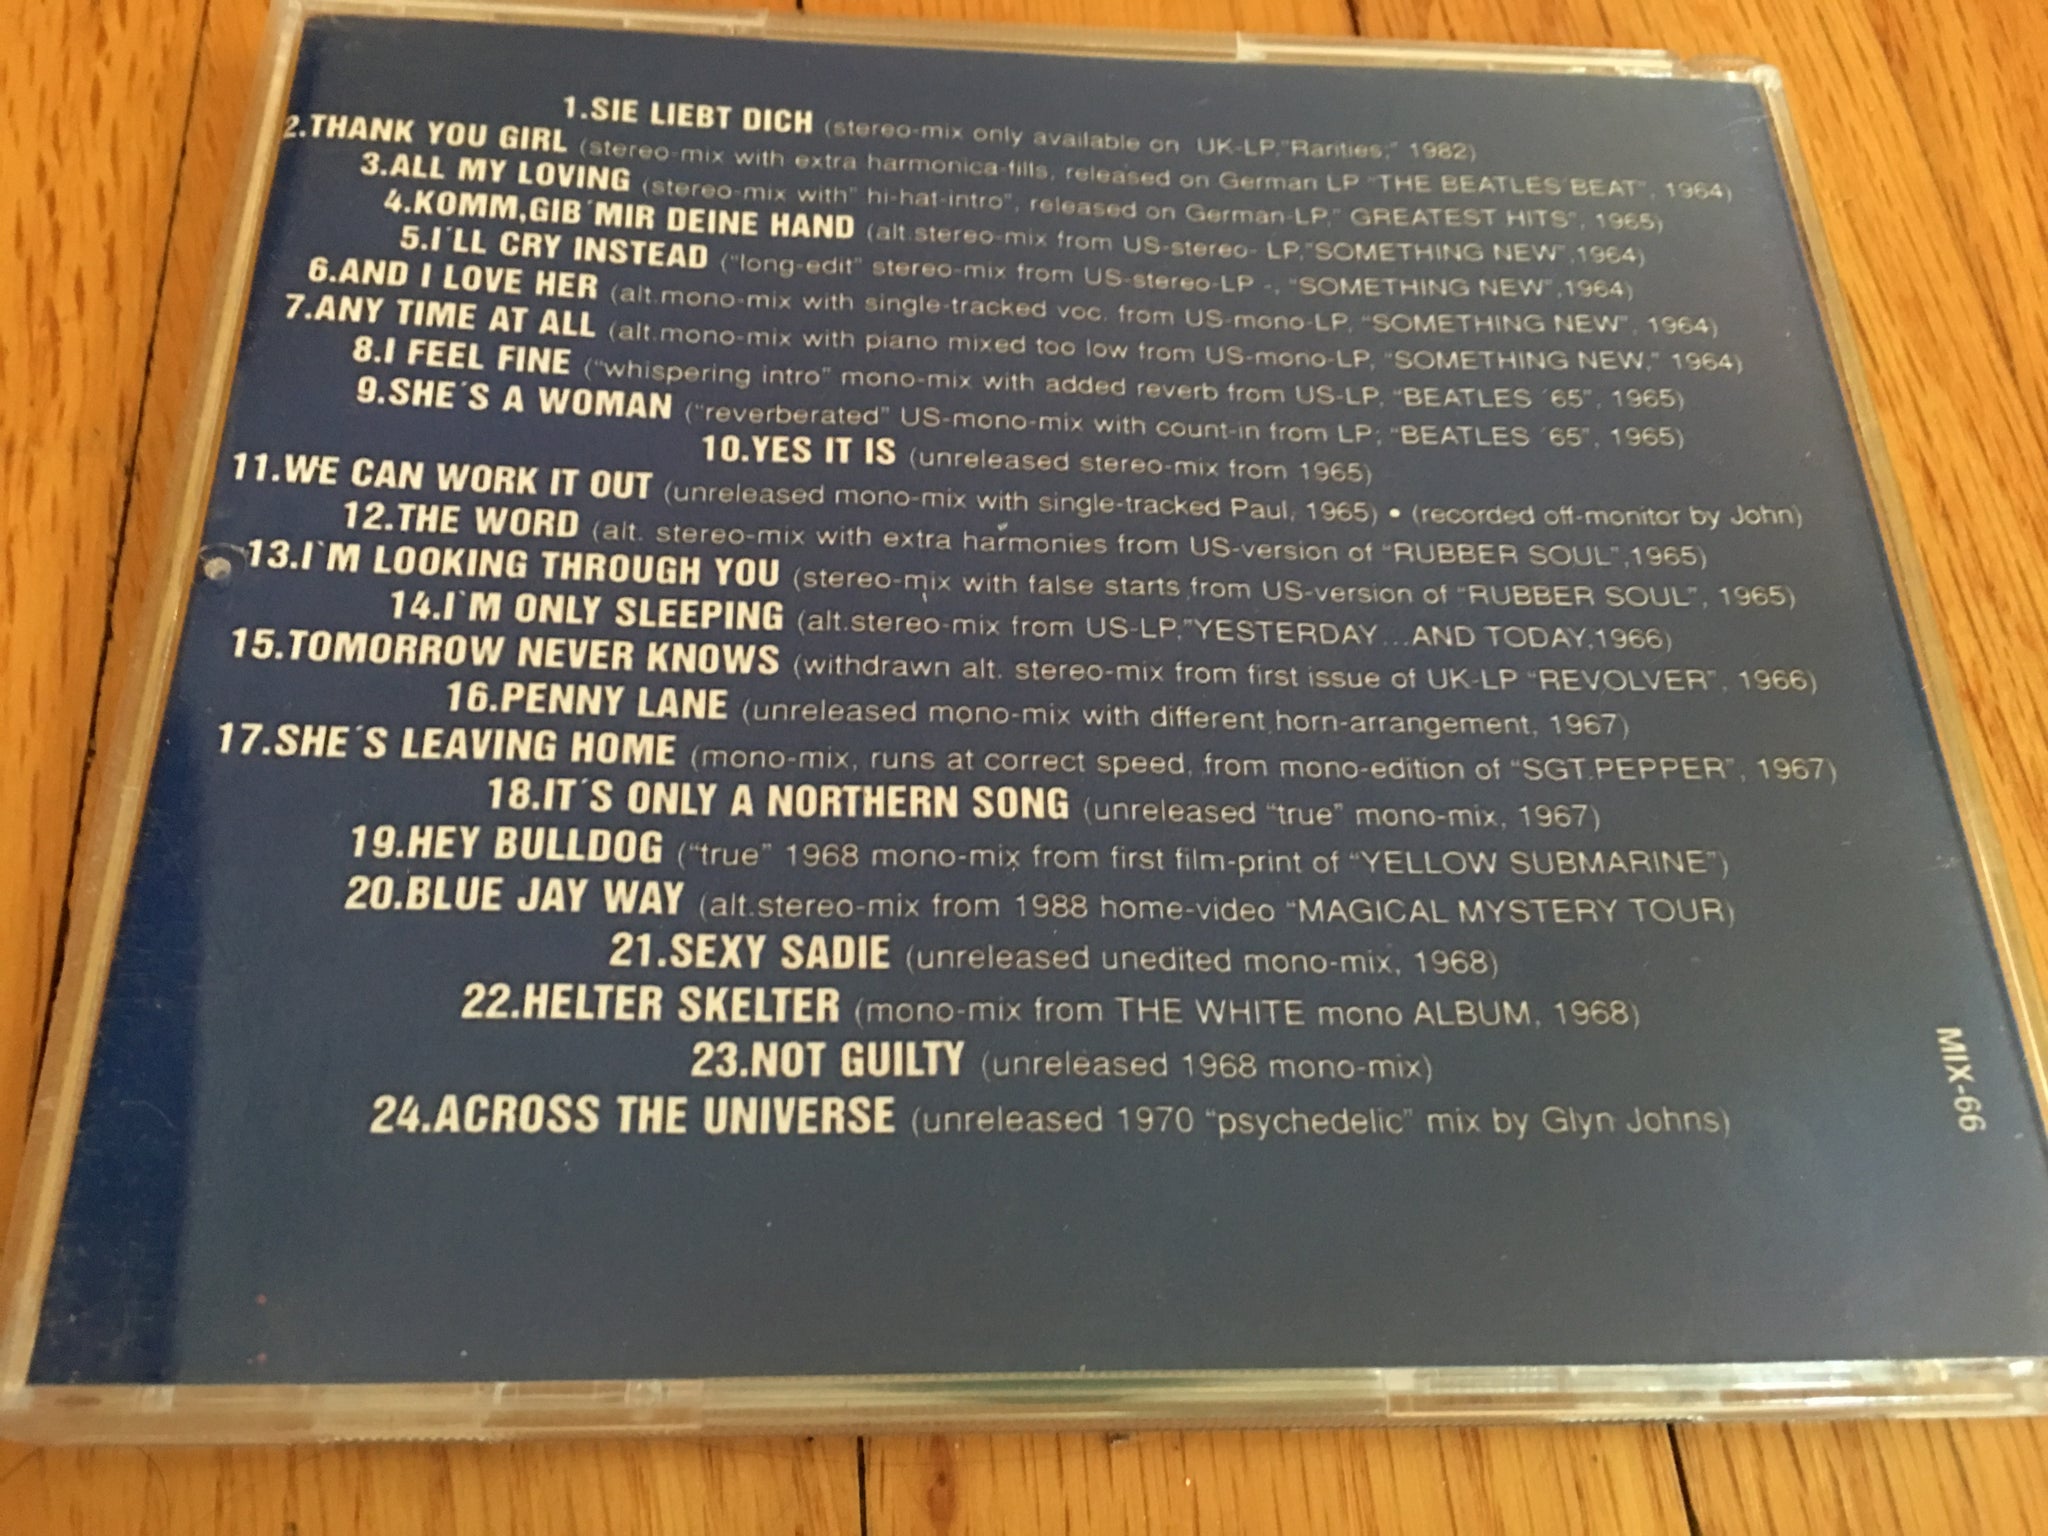 1.SIE LIEBT DICH (stereo-mix only available on UK-LP,"Rarities," 1982)
2.THANK YOU GIRL (stereo-mix with extra harmonica-fills, released on German LP "THE BEATLES BEAT", 1964)
3.ALL MY LOVING (stereo-mix with" hi-hat-intro", released on German-LP," GREATEST HITS", 1965)
4.KOMM,GIB´MIR DEINE HAND (alt.stereo-mix from US-stereo- LP,"SOMETHING NEW",1964)
5.I´LL CRY INSTEAD ("long-edit" stereo-mix from US-stereo-LP -, "SOMETHING NEW",1964)
6.AND I LOVE HER (alt.mono-mix with single-tracked voc. from US-mono-LP, "SOMETHING NEW", 1964)
7.ANY TIME AT ALL (alt.mono-mix with piano mixed too low from US-mono-LP, "SOMETHING NEW," 1964)
8.I FEEL FINE ("whispering intro" mono-mix with added reverb from US-LP, "BEATLES ´65", 1965)
9.SHE´S A WOMAN ("reverberated" US-mono-mix with count-in from LP; "BEATLES ´65", 1965)
10.YES IT IS (unreleased stereo-mix from 1965)
11.WE CAN WORK IT OUT (unreleased mono-mix with single-tracked Paul, 1965) • (recorded off-monitor by John)
12.THE WORD (alt. stereo-mix with extra harmonies from US-version of "RUBBER SOUL",1965)
13.I`M LOOKING THROUGH YOU (stereo-mix with false starts from US-version of "RUBBER SOUL", 1965)
14.I`M ONLY SLEEPING (alt.stereo-mix from US-LP,"YESTERDAY...AND TODAY,1966)
15.TOMORROW NEVER KNOWS (withdrawn alt. stereo-mix from first issue of UK-LP "REVOLVER", 1966)
16.PENNY LANE (unreleased mono-mix with different horn-arrangement, 1967)
17.SHE´S LEAVING HOME (mono-mix, runs at correct speed, from mono-edition of "SGT.PEPPER", 1967)
18.IT´S ONLY A NORTHERN SONG (unreleased "true" mono-mix, 1967)
19.HEY BULLDOG ("true" 1968 mono-mix from first film-print of "YELLOW SUBMARINE")
20.BLUE JAY WAY (alt.stereo-mix from 1988 home-video "MAGICAL MYSTERY TOUR)
21.SEXY SADIE (unreleased unedited mono-mix, 1968)
22.HELTER SKELTER (mono-mix from THE WHITE mono ALBUM, 1968)
23.NOT GUILTY (unreleased 1968 mono-mix)
24.ACROSS THE UNIVERSE (unreleased 1970 "psychedelic" mix by Glyn Johns)
MIX-66